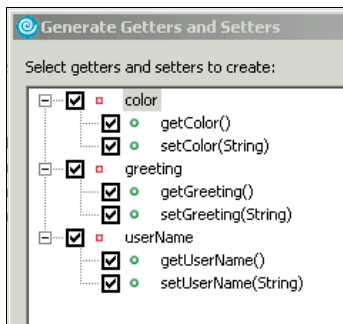 Generate Getters and Setters
Select getters and setters to create:
color
getColor()
setColor(String)
greeting
getGreeting()
setGreeting(String)
userName
getUserName()
setUserName(String)